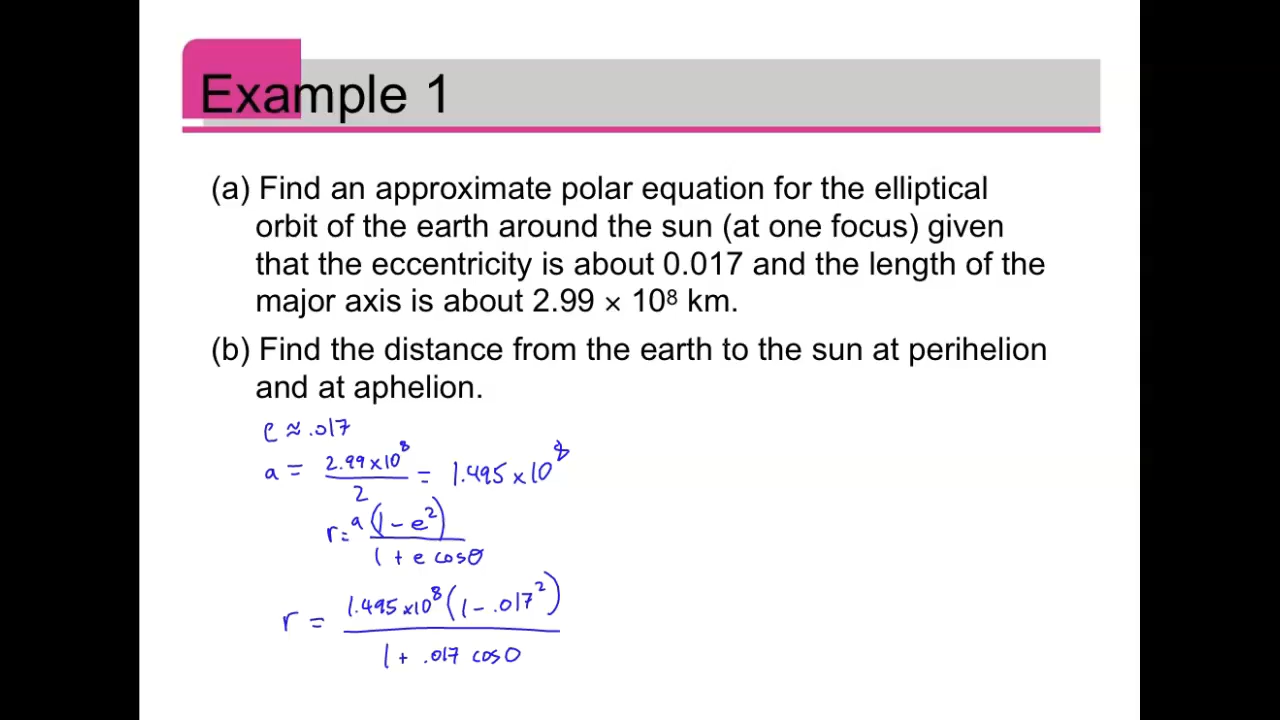 Example 1
(a) Find an approximate polar equation for the elliptical
orbit of the earth around the sun (at one focus) given
that the eccentricity is about 0.017 and the length of the
major axis is about 2.99 × 10⁸ km.
(b) Find the distance from the earth to the sun at perihelion
and at aphelion.
e ≈ .017
a = 2.99 × 10⁸ / 2 = 1.495 × 10⁸
r = a(1 - e²) / 1 + e cosθ
r = 1.495 × 10⁸ (1 - .017²) / 1 + .017 cosθ